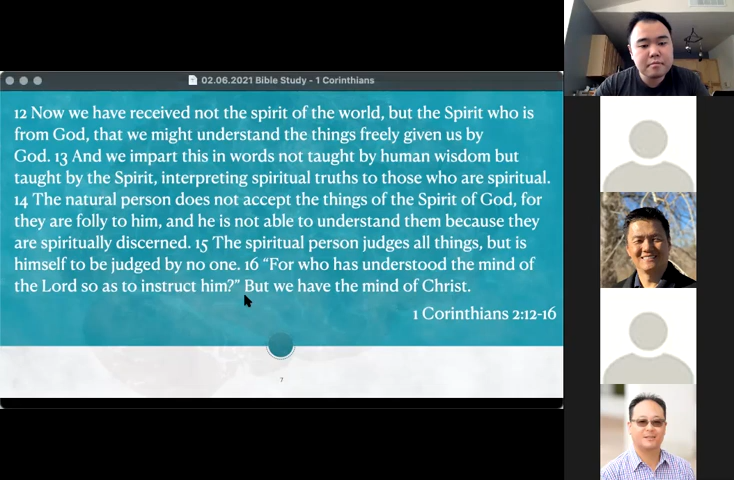 02.06.2021 Bible Study - 1 Corinthians
12 Now we have received not the spirit of the world, but the Spirit who is
from God, that we might understand the things freely given us by
God. 13 And we impart this in words not taught by human wisdom but
taught by the Spirit, interpreting spiritual truths to those who are spiritual.
14 The natural person does not accept the things of the Spirit of God, for
they are folly to him, and he is not able to understand them because they
are spiritually discerned. 15 The spiritual person judges all things, but is
himself to be judged by no one. 16 “For who has understood the mind of
the Lord so as to instruct him?” But we have the mind of Christ.
1 Corinthians 2:12-16
7